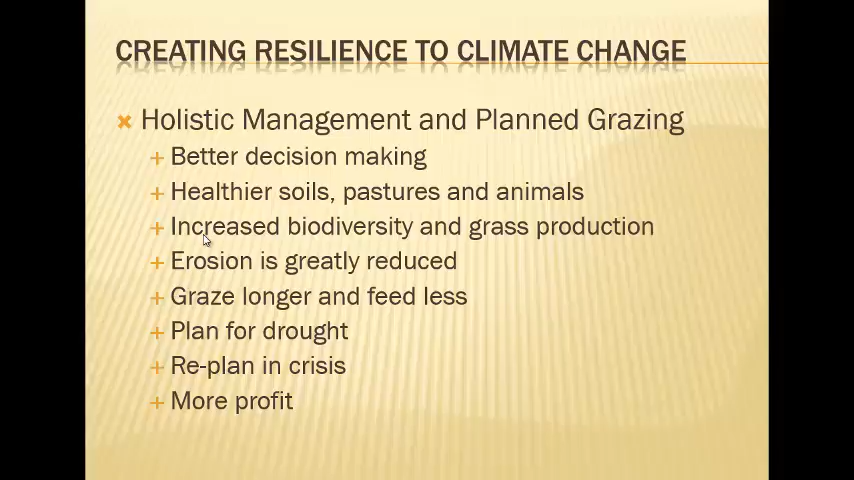 CREATING RESILIENCE TO CLIMATE CHANGE
Holistic Management and Planned Grazing
Better decision making
Healthier soils, pastures and animals
Increased biodiversity and grass production
Erosion is greatly reduced
Graze longer and feed less
Plan for drought
Re-plan in crisis
More profit